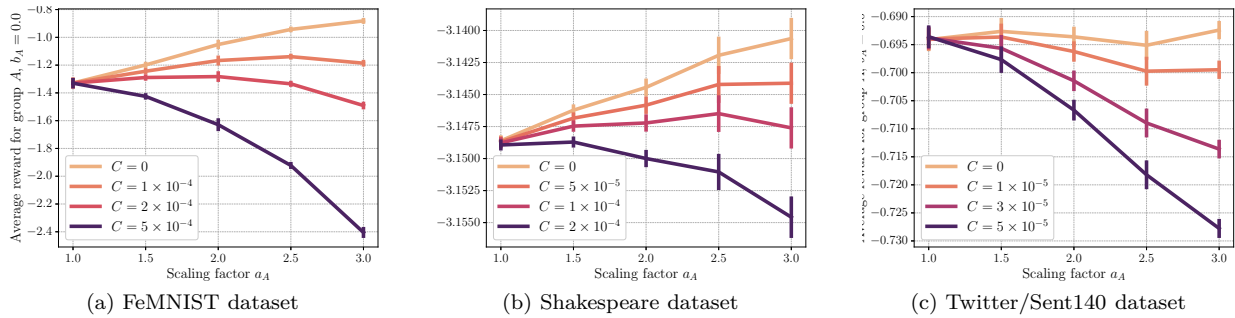 Average reward for group A, b_A = 0.0
−0.8
−1.0
−1.2
−1.4
−1.6
−1.8
−2.0
−2.2
−2.4
C = 0
C = 1 × 10⁻⁴
C = 2 × 10⁻⁴
C = 5 × 10⁻⁴
1.0 1.5 2.0 2.5 3.0
Scaling factor a_A
(a) FeMNIST dataset
−3.1400
−3.1425
−3.1450
−3.1475
−3.1500
−3.1525
−3.1550
C = 0
C = 5 × 10⁻⁵
C = 1 × 10⁻⁴
C = 2 × 10⁻⁴
1.0 1.5 2.0 2.5 3.0
Scaling factor a_A
(b) Shakespeare dataset
Average reward for group A, b_A = 0.0
−0.690
−0.695
−0.700
−0.705
−0.710
−0.715
−0.720
−0.725
−0.730
C = 0
C = 1 × 10⁻⁵
C = 3 × 10⁻⁵
C = 5 × 10⁻⁵
1.0 1.5 2.0 2.5 3.0
Scaling factor a_A
(c) Twitter/Sent140 dataset